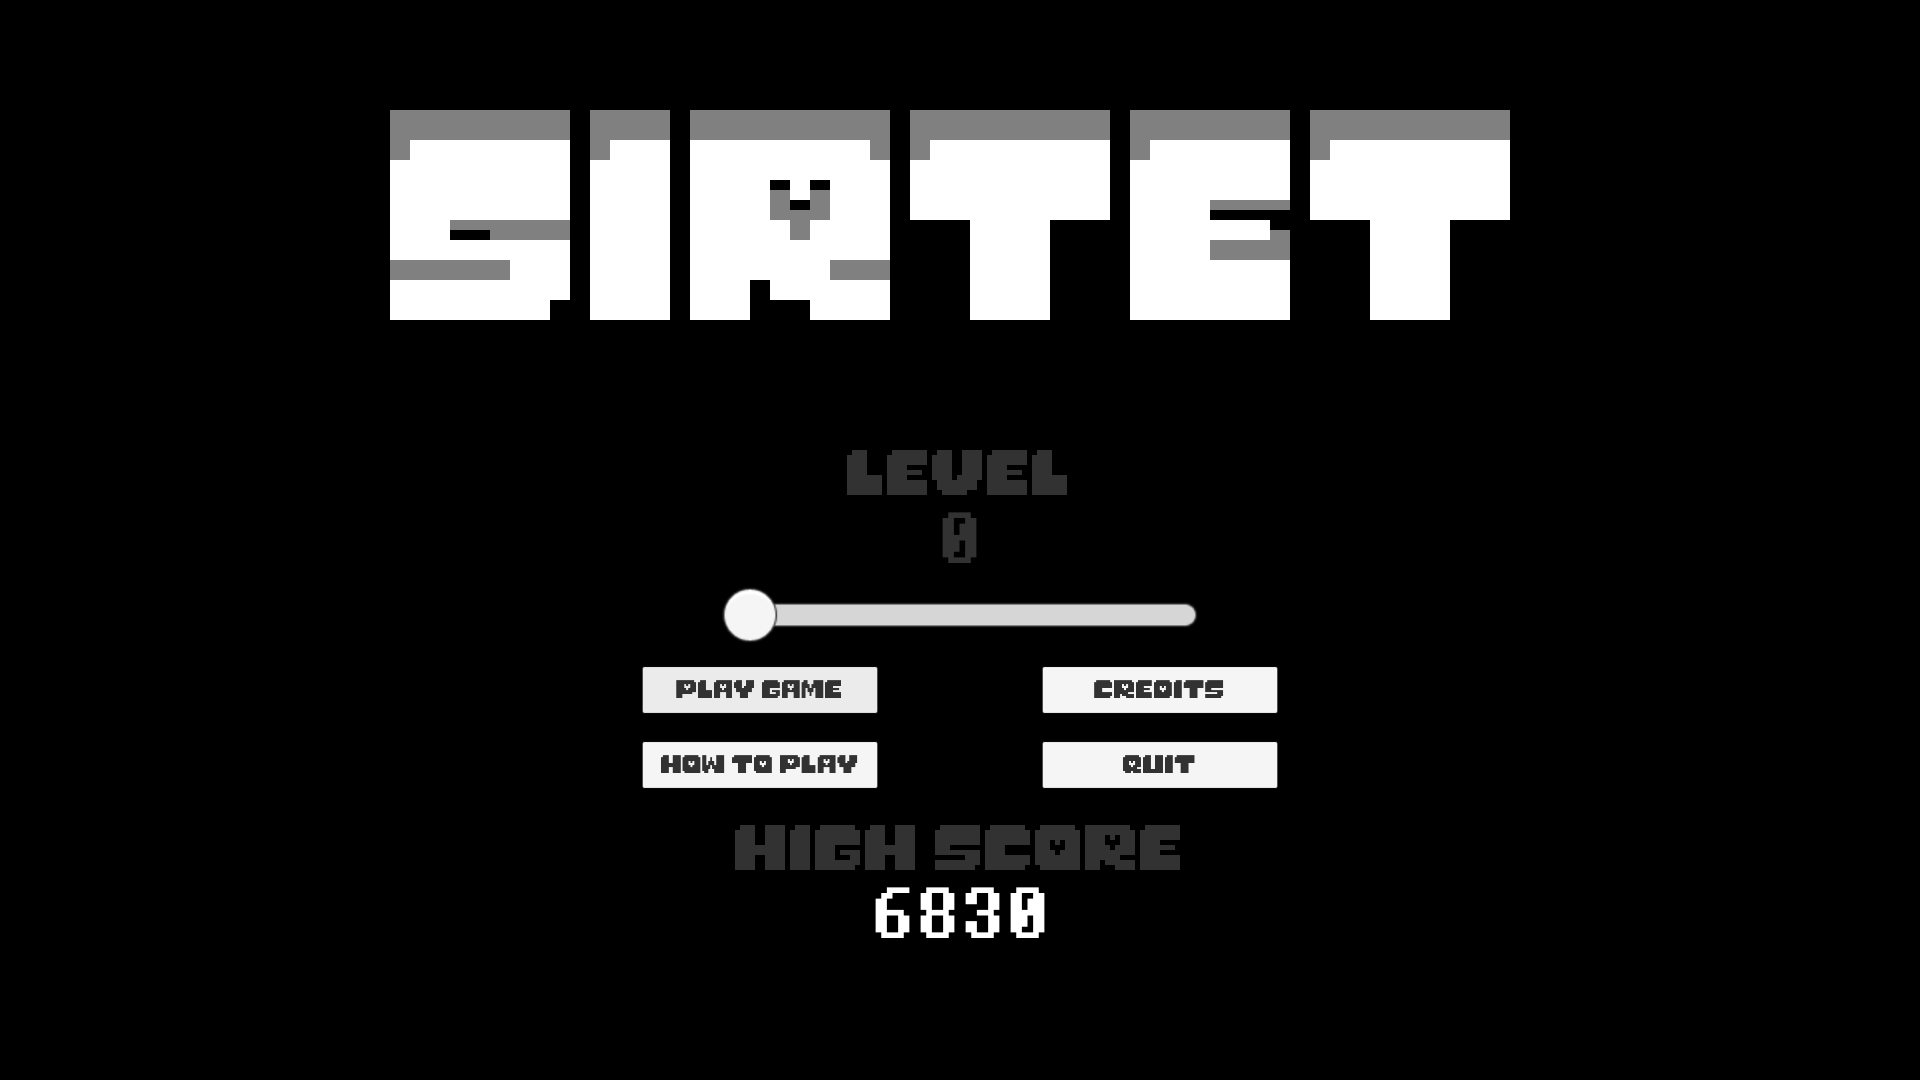 SIRTET
LEVEL
0
PLAY GAME
CREDITS
HOW TO PLAY
QUIT
HIGH SCORE
6830